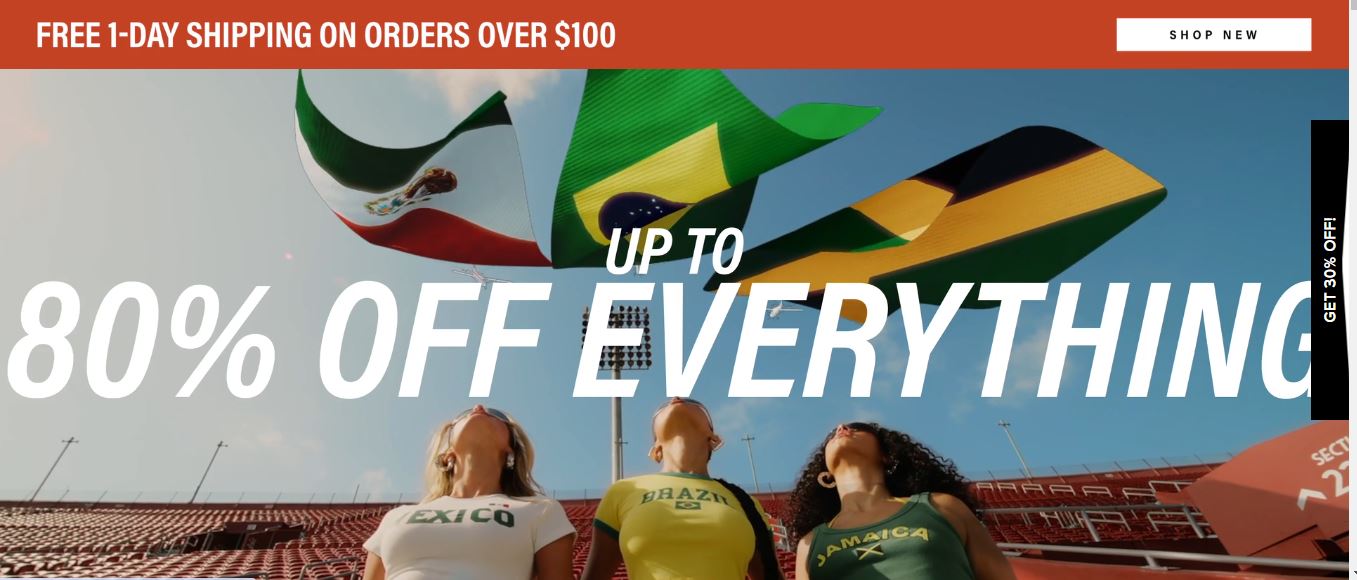 FREE 1-DAY SHIPPING ON ORDERS OVER $100
SHOP NEW
UP TO
80% OFF EVERYTHING
GET 30% OFF!
MEXICO
BRAZIL
JAMAICA